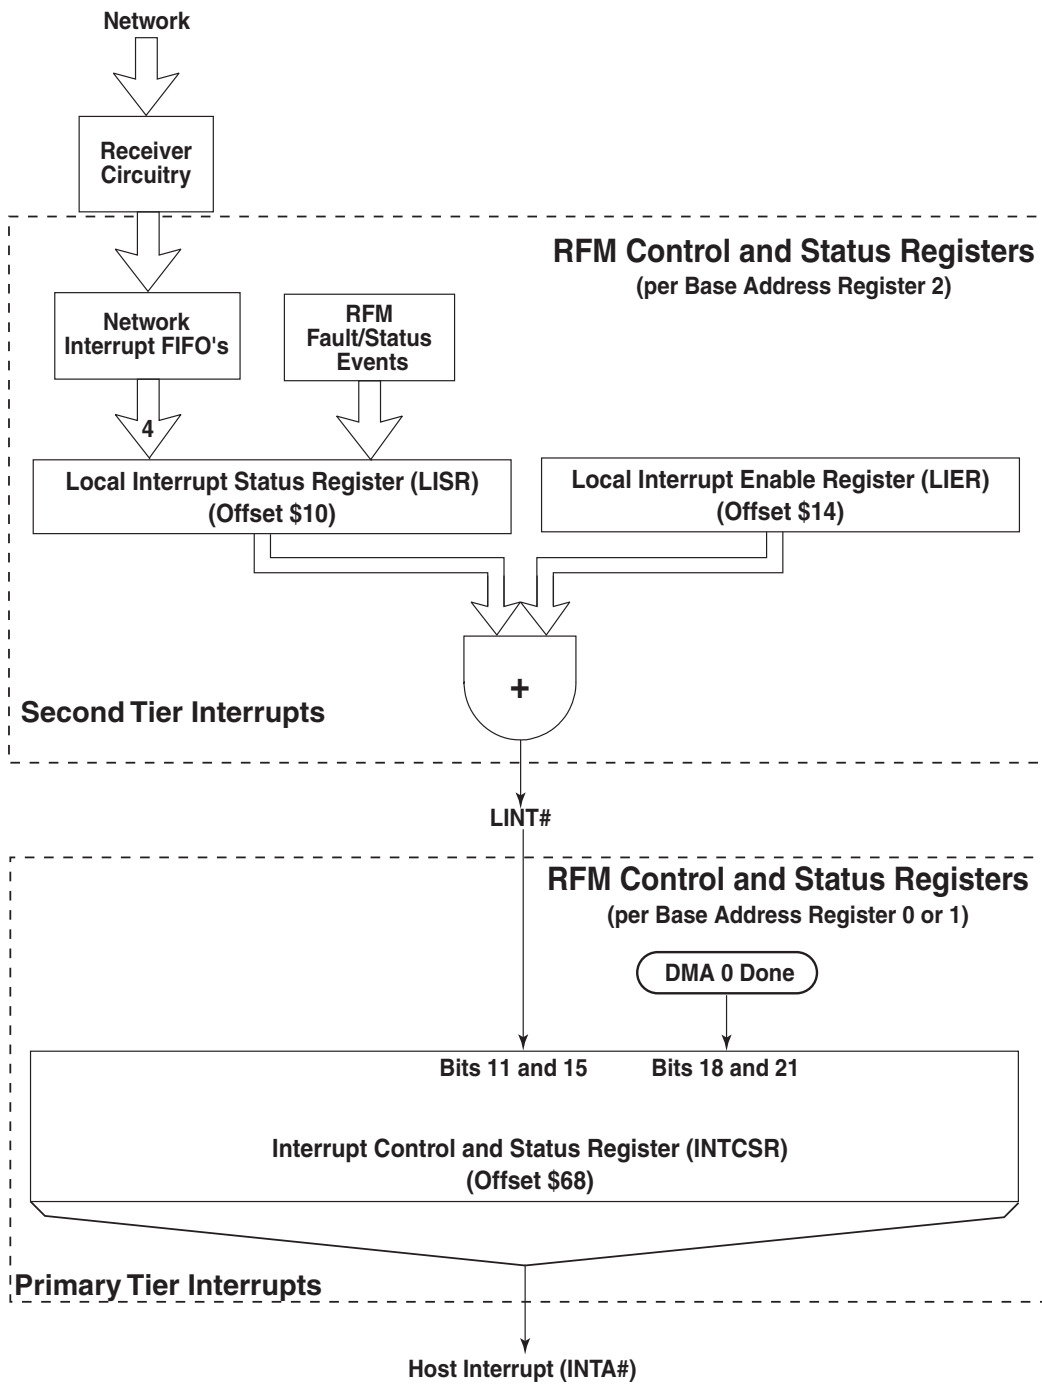 Network
Receiver
Circuitry
RFM Control and Status Registers
(per Base Address Register 2)
Network
Interrupt FIFO's
RFM
Fault/Status
Events
4
Local Interrupt Status Register (LISR)
(Offset $10)
Local Interrupt Enable Register (LIER)
(Offset $14)
+
Second Tier Interrupts
LINT#
RFM Control and Status Registers
(per Base Address Register 0 or 1)
DMA 0 Done
Bits 11 and 15
Bits 18 and 21
Interrupt Control and Status Register (INTCSR)
(Offset $68)
Primary Tier Interrupts
Host Interrupt (INTA#)